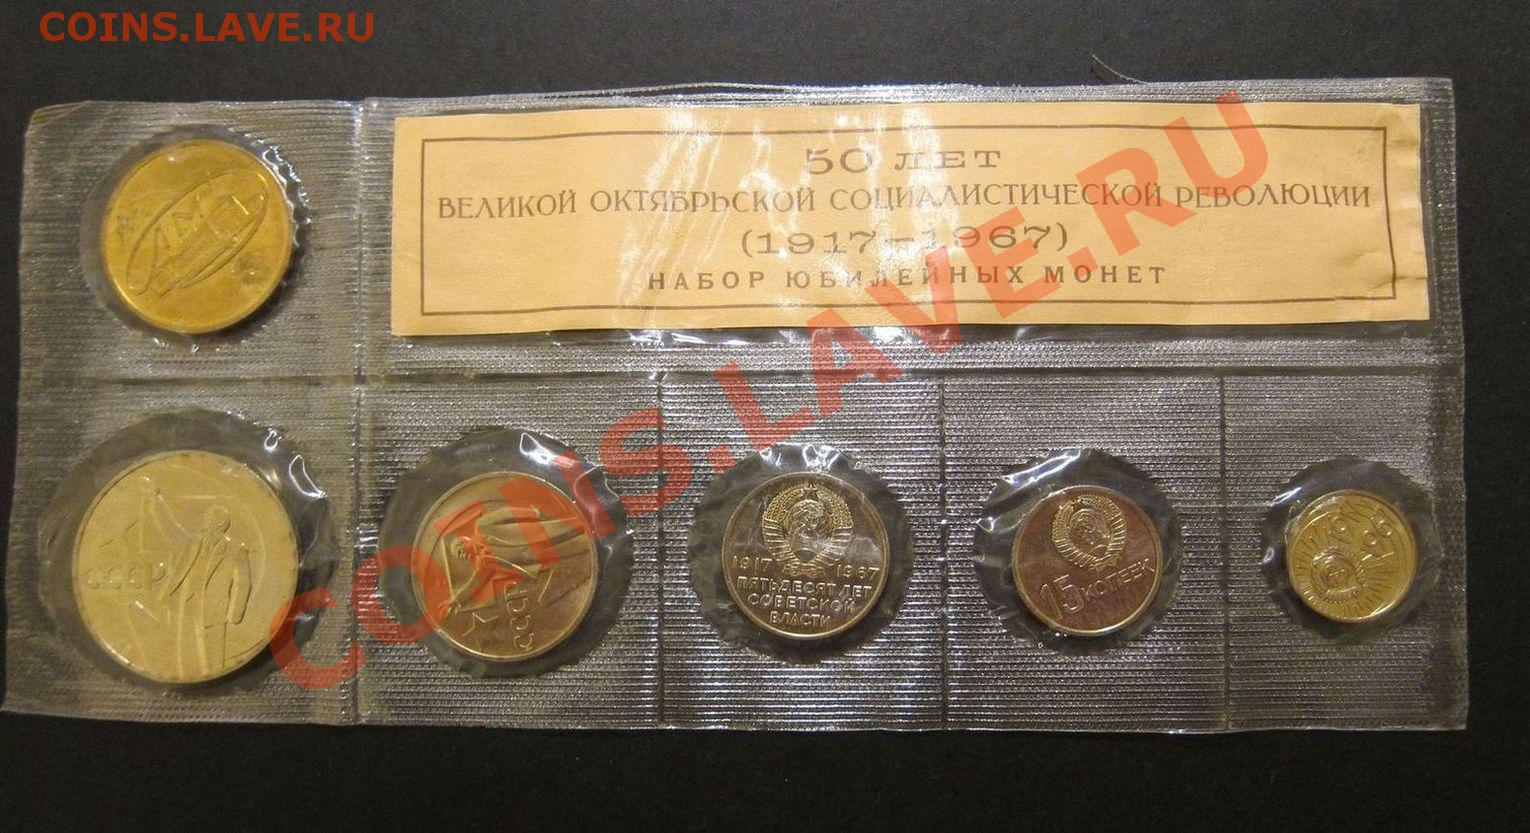 COINS.LAVE.RU
50 ЛЕТ
ВЕЛИКОЙ ОКТЯБРЬСКОЙ СОЦИАЛИСТИЧЕСКОЙ РЕВОЛЮЦИИ
(1917-1967)
НАБОР ЮБИЛЕЙНЫХ МОНЕТ
COINS.LAVE.RU
ЛМД
СССР
СССР
1917 1967
ПЯТЬДЕСЯТ ЛЕТ
СОВЕТСКОЙ
ВЛАСТИ
15 КОПЕЕК